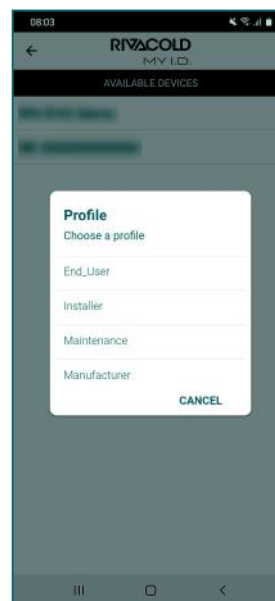 08:03
RIVACOLD
MY I.D.
AVAILABLE DEVICES
Profile
Choose a profile
End_User
Installer
Maintenance
Manufacturer
CANCEL